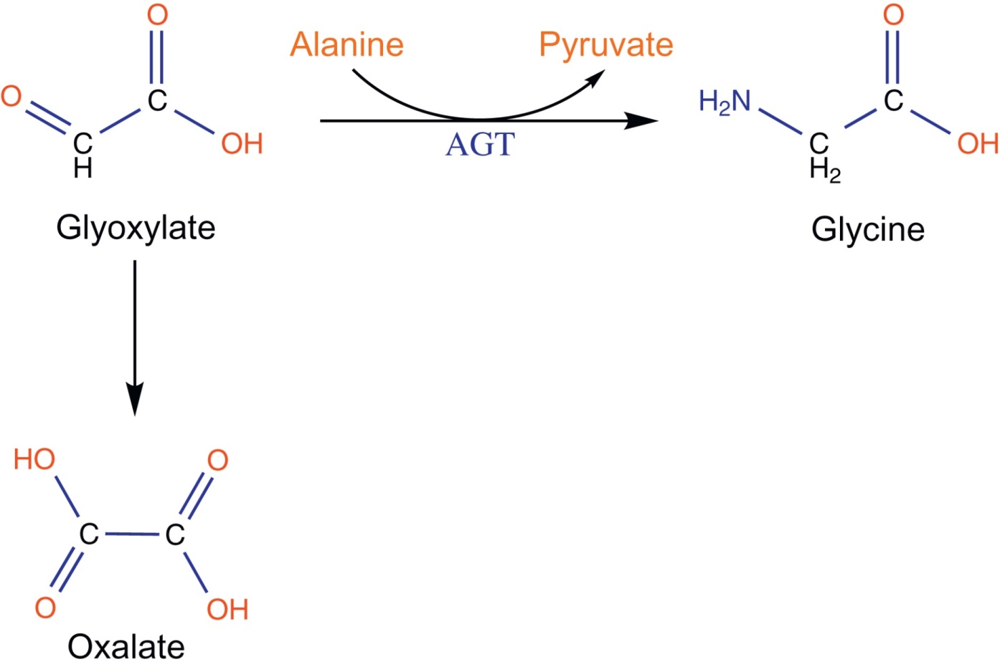 O
O
C
C
H
OH
Glyoxylate
Alanine
Pyruvate
AGT
O
H₂N
C
C
H₂
OH
Glycine
HO
O
C
C
O
OH
Oxalate